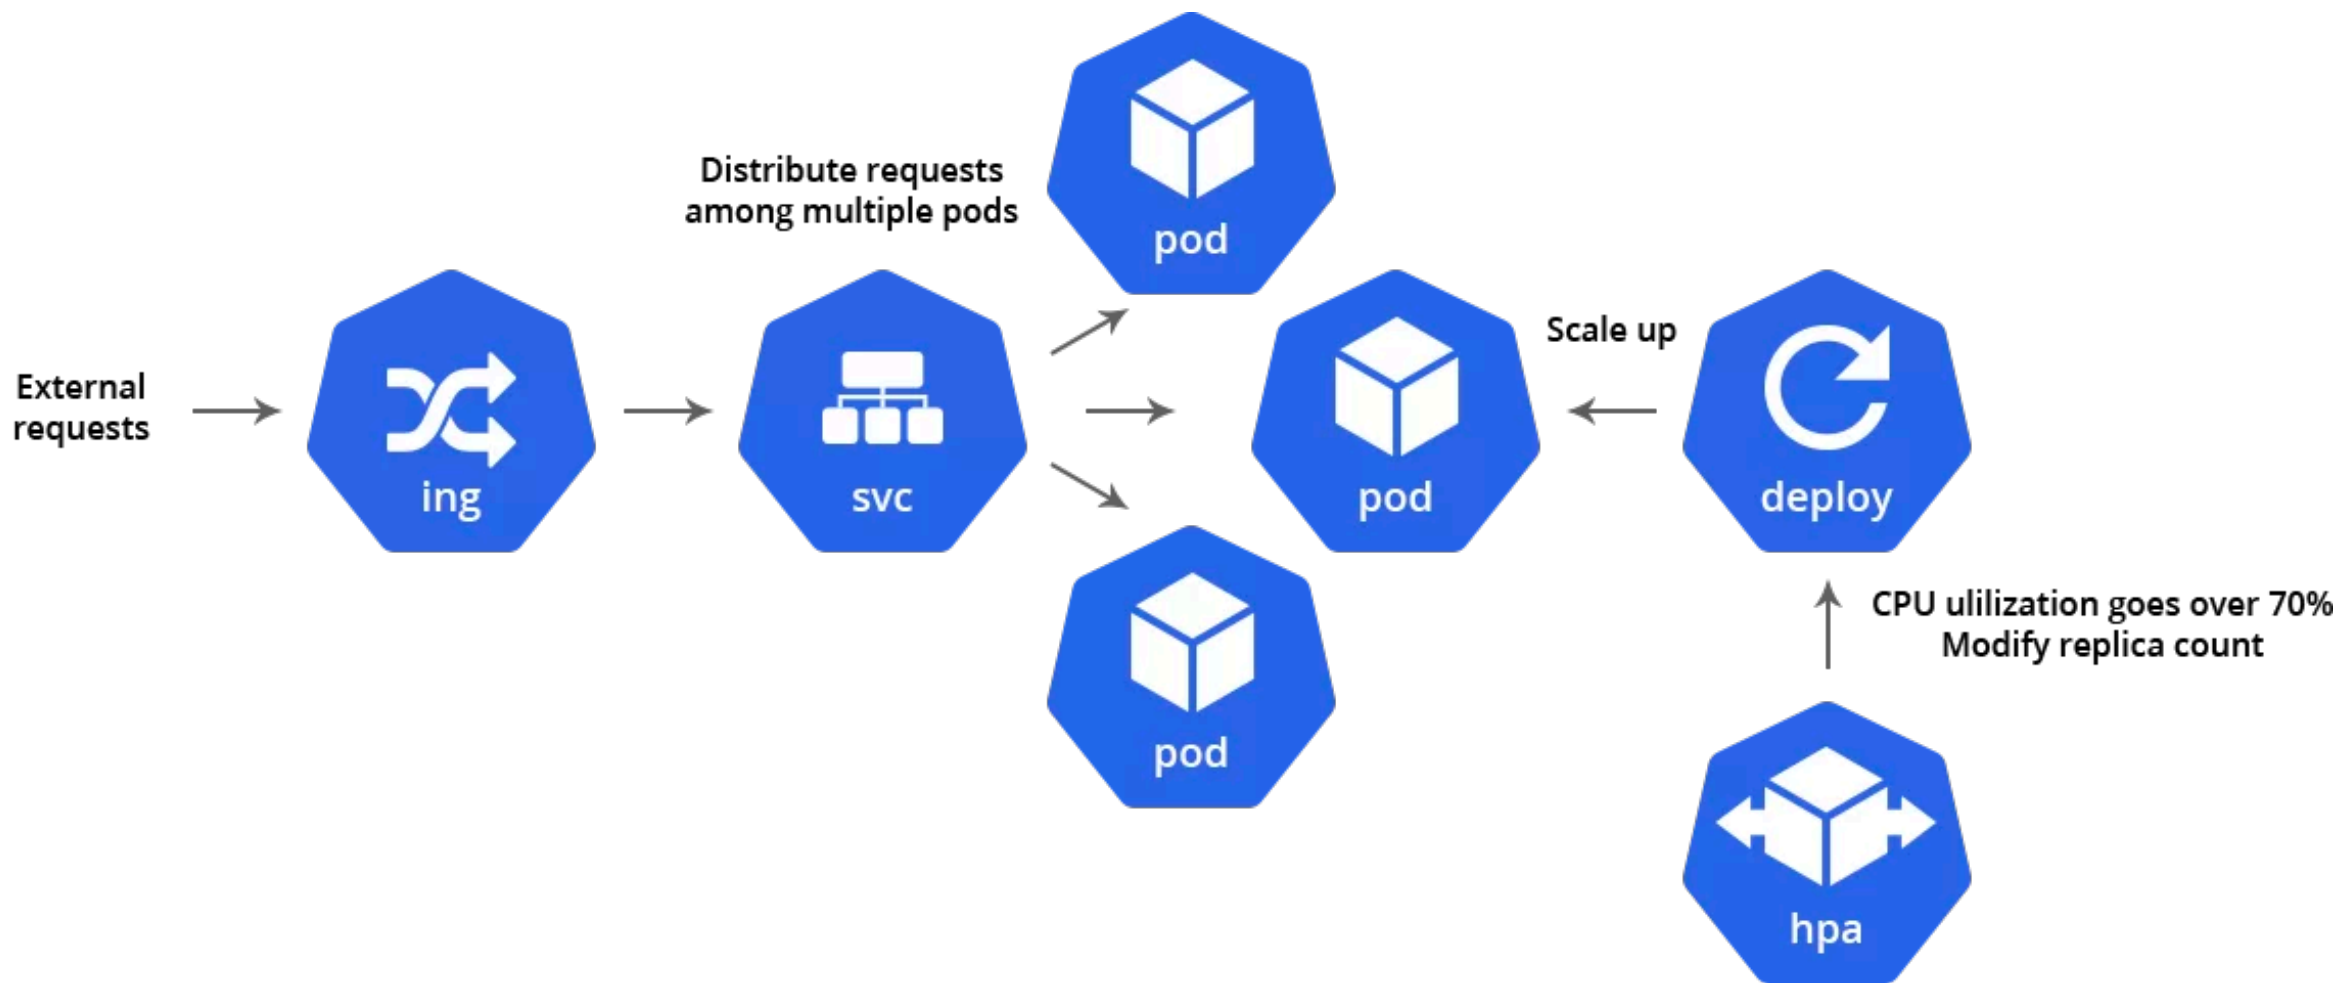 External
requests
ing
svc
Distribute requests
among multiple pods
pod
pod
pod
Scale up
deploy
CPU ulilization goes over 70%
Modify replica count
hpa